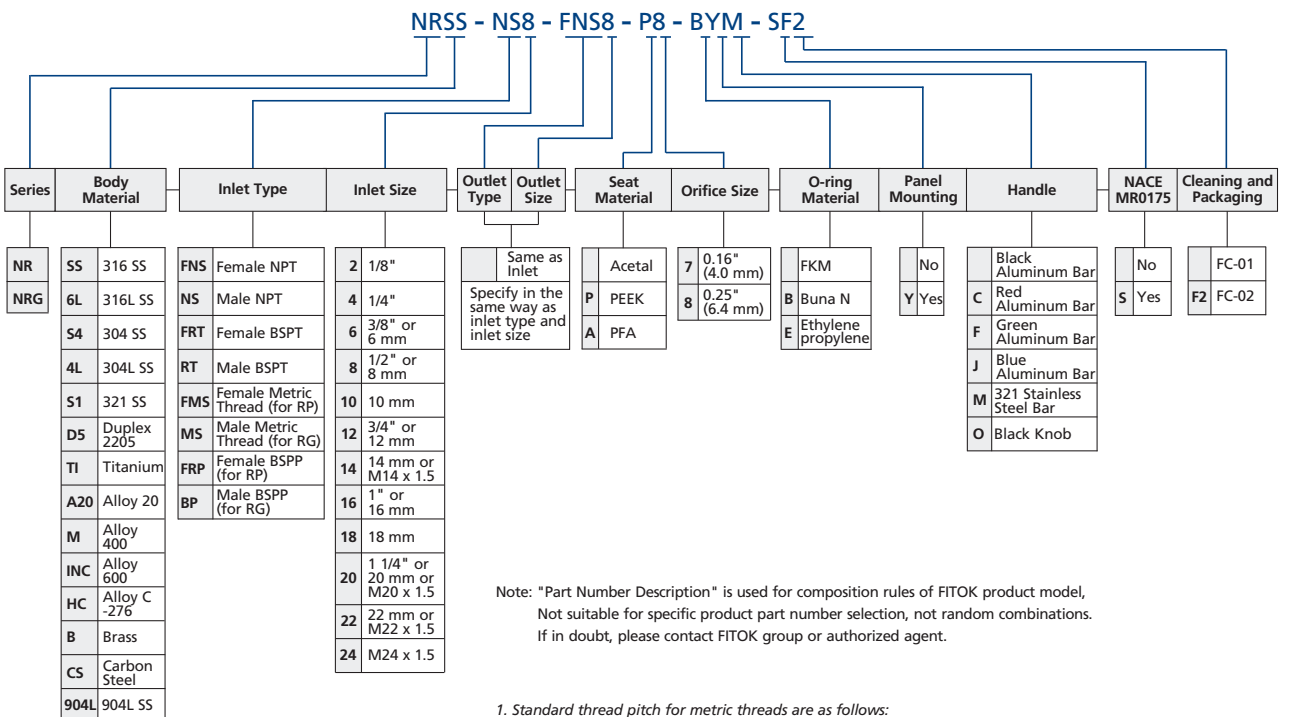 NRSS - NS8 - FNS8 - P8 - BYM - SF2
Series
Body
Material
Inlet Type
Inlet Size
Outlet
Type
Outlet
Size
Seat
Material
Orifice Size
O-ring
Material
Panel
Mounting
Handle
NACE
MR0175
Cleaning and
Packaging
NR
NRG
SS 316 SS
6L 316L SS
S4 304 SS
4L 304L SS
S1 321 SS
D5 Duplex
2205
TI Titanium
A20 Alloy 20
M Alloy
400
INC Alloy
600
HC Alloy C
-276
B Brass
CS Carbon
Steel
904L 904L SS
FNS Female NPT
NS Male NPT
FRT Female BSPT
RT Male BSPT
FMS Female Metric
Thread (for RP)
MS Male Metric
Thread (for RG)
FRP Female BSPP
(for RP)
BP Male BSPP
(for RG)
2 1/8"
4 1/4"
6 3/8" or
6 mm
8 1/2" or
8 mm
10 10 mm
12 3/4" or
12 mm
14 14 mm or
M14 x 1.5
16 1" or
16 mm
18 18 mm
20 1 1/4" or
20 mm or
M20 x 1.5
22 22 mm or
M22 x 1.5
24 M24 x 1.5
Same as
Inlet
Specify in the
same way as
inlet type and
inlet size
Acetal
P PEEK
A PFA
7 0.16"
(4.0 mm)
8 0.25"
(6.4 mm)
FKM
B Buna N
E Ethylene
propylene
No
Y Yes
Black
Aluminum Bar
C Red
Aluminum Bar
F Green
Aluminum Bar
J Blue
Aluminum Bar
M 321 Stainless
Steel Bar
O Black Knob
No
S Yes
FC-01
F2 FC-02
Note: "Part Number Description" is used for composition rules of FITOK product model,
Not suitable for specific product part number selection, not random combinations.
If in doubt, please contact FITOK group or authorized agent.
1. Standard thread pitch for metric threads are as follows: